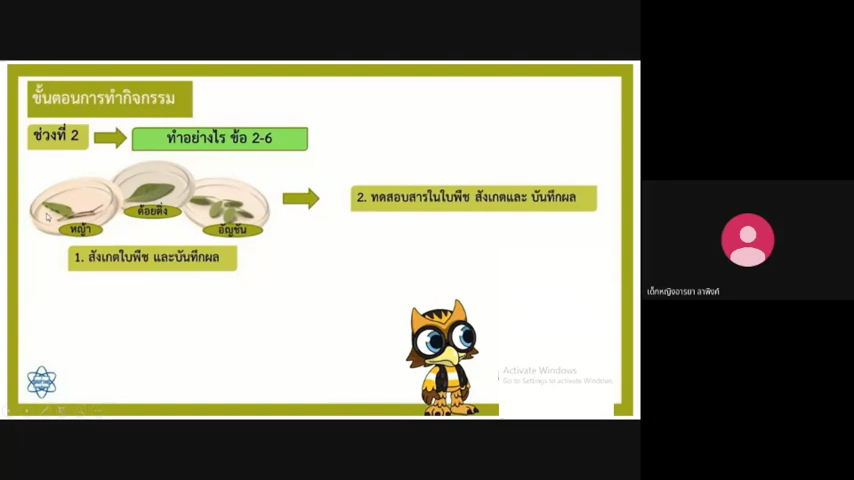 ขั้นตอนการทำกิจกรรม
ช่วงที่ 2
ทำอย่างไร ข้อ 2-6
หญ้า
ต้อยติ่ง
อัญชัน
2. ทดสอบสารในใบพืช สังเกตและ บันทึกผล
1. สังเกตใบพืช และบันทึกผล
Activate Windows
Go to Settings to activate Windows
เด็กหญิงอารยา ลาพิงค์